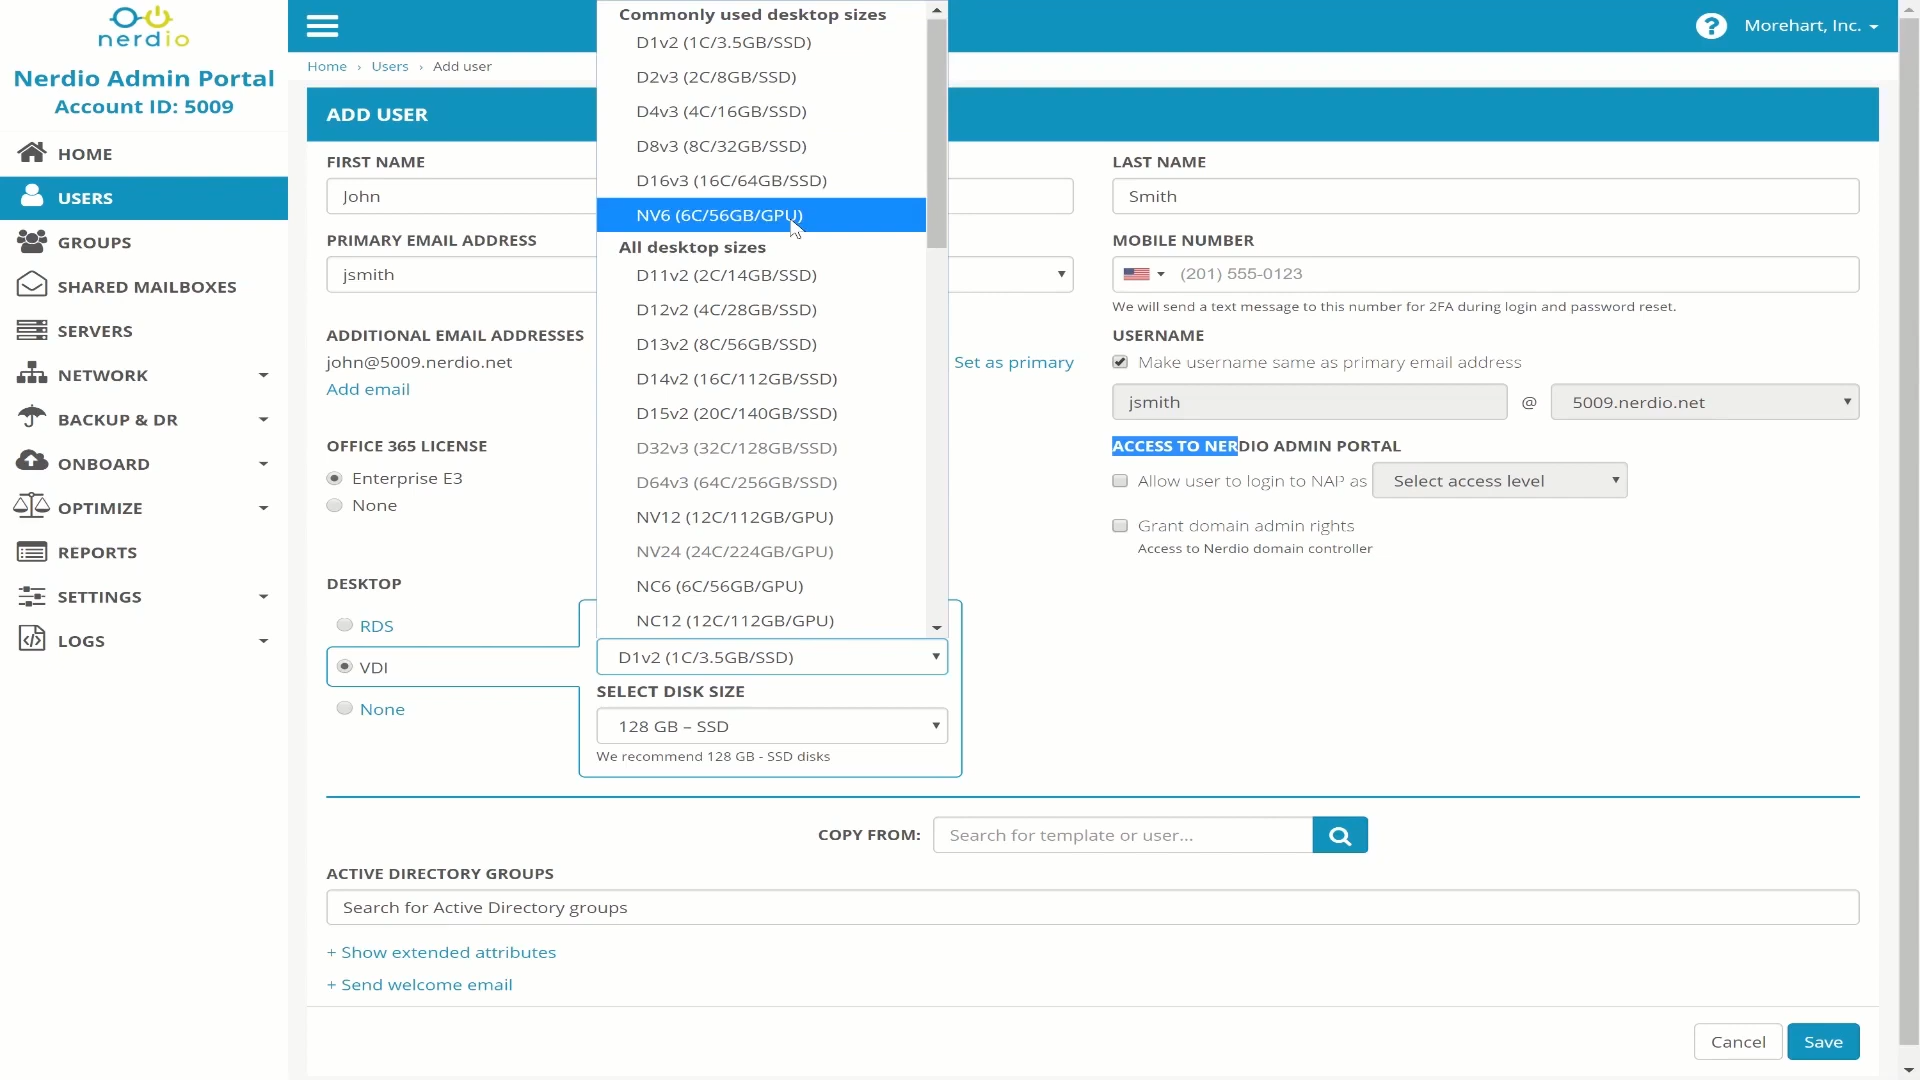 nerdio
Nerdio Admin Portal
Account ID: 5009
HOME
USERS
GROUPS
SHARED MAILBOXES
SERVERS
NETWORK
BACKUP & DR
ONBOARD
OPTIMIZE
REPORTS
SETTINGS
LOGS
? Morehart, Inc.
Home › Users › Add user
ADD USER
FIRST NAME
John
LAST NAME
Smith
PRIMARY EMAIL ADDRESS
jsmith
MOBILE NUMBER
(201) 555-0123
We will send a text message to this number for 2FA during login and password reset.
ADDITIONAL EMAIL ADDRESSES
john@5009.nerdio.net
Set as primary
Add email
USERNAME
Make username same as primary email address
jsmith @ 5009.nerdio.net
OFFICE 365 LICENSE
Enterprise E3
None
ACCESS TO NERDIO ADMIN PORTAL
Allow user to login to NAP as Select access level
Grant domain admin rights
Access to Nerdio domain controller
DESKTOP
RDS
VDI
None
Commonly used desktop sizes
D1v2 (1C/3.5GB/SSD)
D2v3 (2C/8GB/SSD)
D4v3 (4C/16GB/SSD)
D8v3 (8C/32GB/SSD)
D16v3 (16C/64GB/SSD)
NV6 (6C/56GB/GPU)
All desktop sizes
D11v2 (2C/14GB/SSD)
D12v2 (4C/28GB/SSD)
D13v2 (8C/56GB/SSD)
D14v2 (16C/112GB/SSD)
D15v2 (20C/140GB/SSD)
D32v3 (32C/128GB/SSD)
D64v3 (64C/256GB/SSD)
NV12 (12C/112GB/GPU)
NV24 (24C/224GB/GPU)
NC6 (6C/56GB/GPU)
NC12 (12C/112GB/GPU)
D1v2 (1C/3.5GB/SSD)
SELECT DISK SIZE
128 GB – SSD
We recommend 128 GB - SSD disks
COPY FROM: Search for template or user...
ACTIVE DIRECTORY GROUPS
Search for Active Directory groups
+ Show extended attributes
+ Send welcome email
Cancel Save